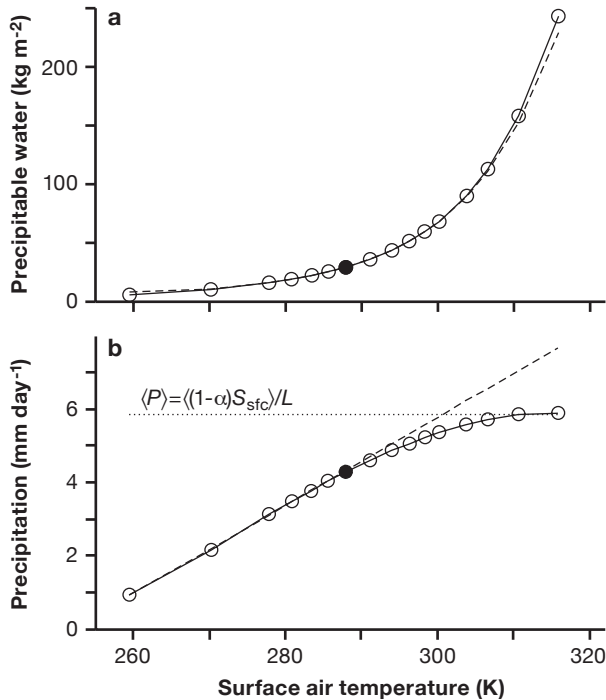 a
Precipitable water (kg m⁻²)
200
100
0
b
Precipitation (mm day⁻¹)
⟨P⟩=⟨(1-α)S_sfc⟩/L
6
4
2
0
260
280
300
320
Surface air temperature (K)